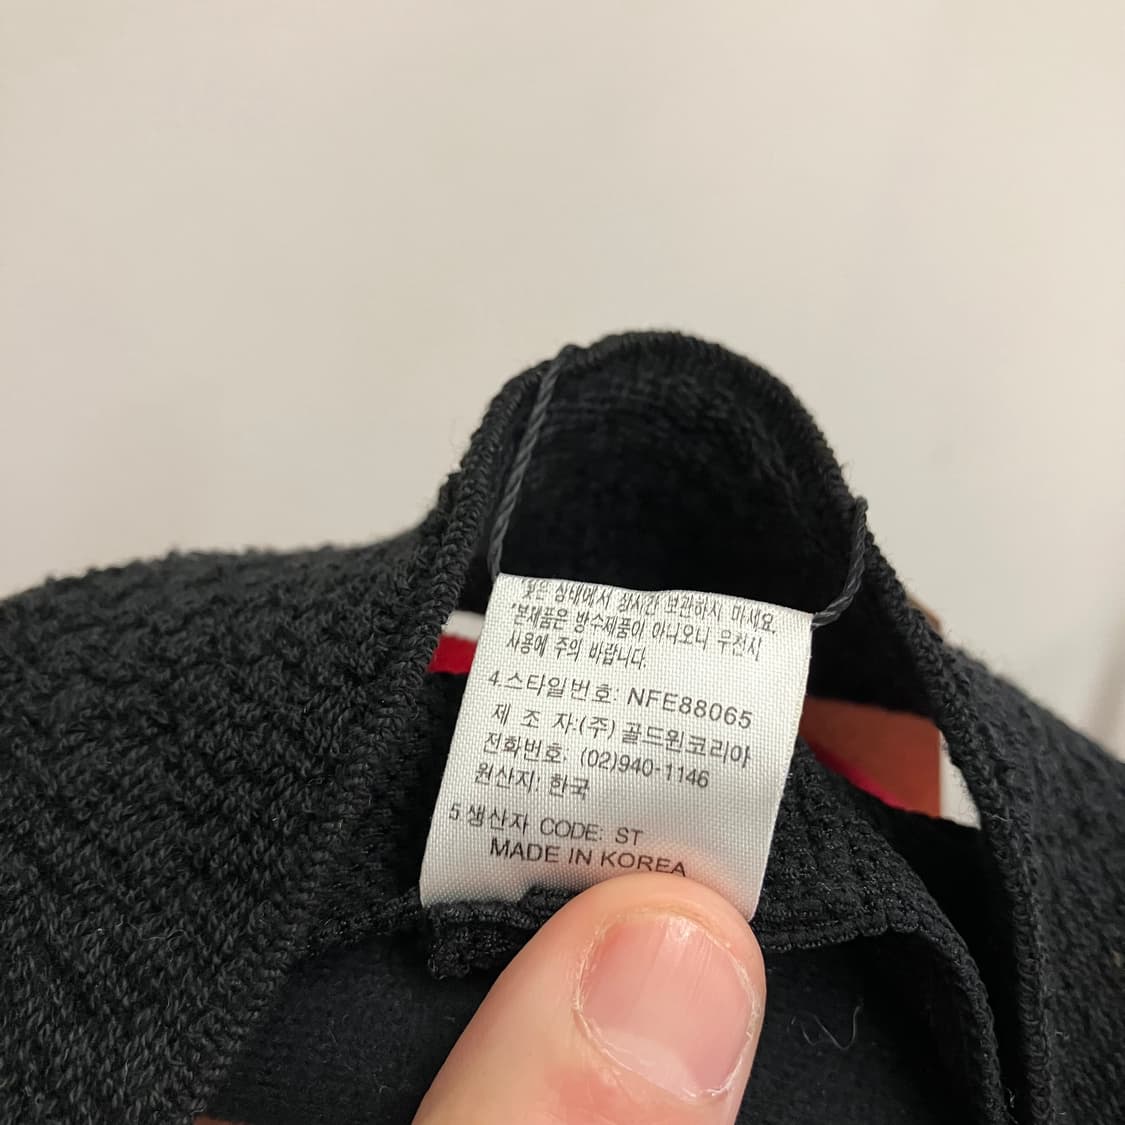 젖은 상태에서 장시간 보관하지 마세요.
*본제품은 방수제품이 아니오니 우천시
사용에 주의 바랍니다.
4.스타일번호: NFE88065
제 조 자:(주) 골드윈코리아
전화번호: (02)940-1146
원산지: 한국
5.생산자 CODE: ST
MADE IN KOREA